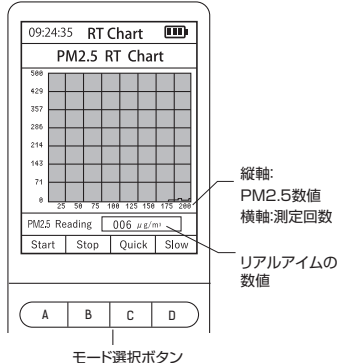 09:24:35 RT Chart
PM2.5 RT Chart
500
429
357
286
214
143
71
0
25 50 75 100 125 150 175 200
PM2.5 Reading 006 μg/m³
Start Stop Quick Slow
縦軸:
PM2.5数値
横軸:測定回数
リアルアイムの
数値
A B C D
モード選択ボタン